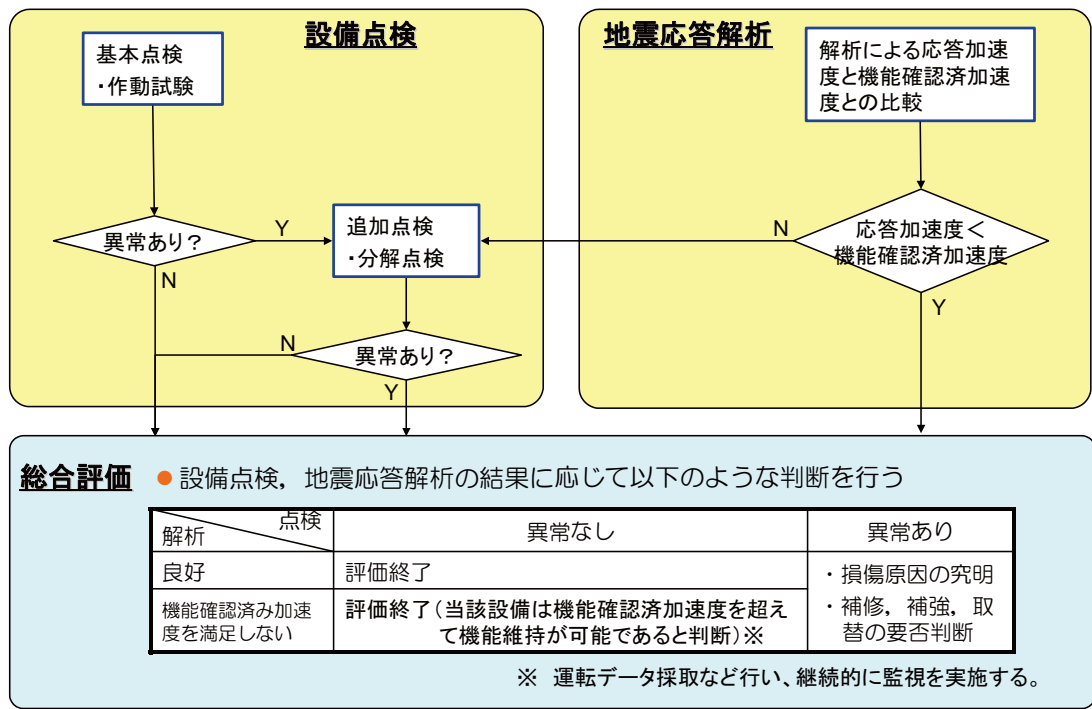 設備点検
基本点検
・作動試験
異常あり？
Y
N
追加点検
・分解点検
異常あり？
N
Y
地震応答解析
解析による応答加速
度と機能確認済加速
度との比較
応答加速度＜
機能確認済加速度
N
Y
総合評価
●設備点検，地震応答解析の結果に応じて以下のような判断を行う
点検
解析
異常なし
異常あり
良好
評価終了
機能確認済み加速
度を満足しない
評価終了（当該設備は機能確認済加速度を超え
て機能維持が可能であると判断）※
・損傷原因の究明
・補修，補強，取
替の要否判断
※ 運転データ採取など行い、継続的に監視を実施する。